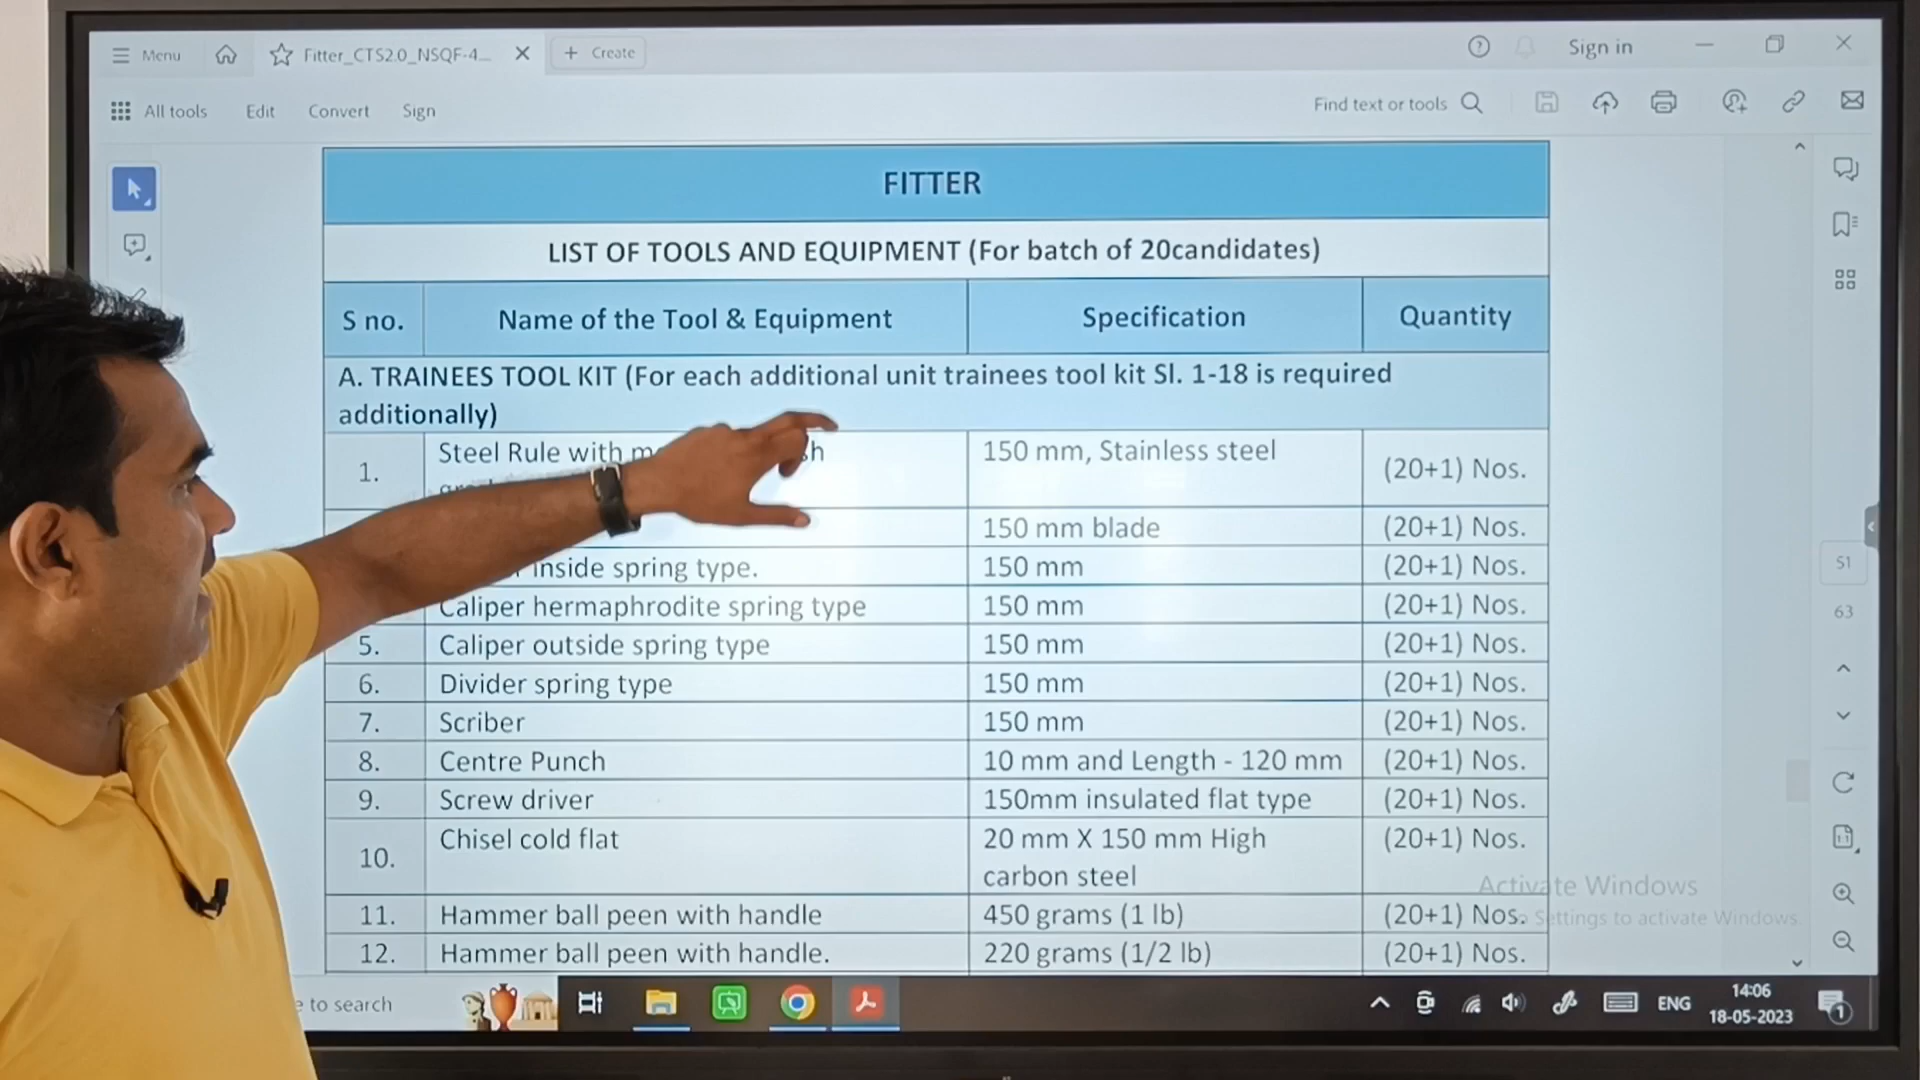 Menu
Fitter_CTS2.0_NSQF-4...
+ Create
Sign in
All tools
Edit
Convert
Sign
Find text or tools
FITTER
LIST OF TOOLS AND EQUIPMENT (For batch of 20candidates)
S no. Name of the Tool & Equipment Specification Quantity
A. TRAINEES TOOL KIT (For each additional unit trainees tool kit Sl. 1-18 is required
additionally)
1. Steel Rule with 150 mm, Stainless steel (20+1) Nos.
150 mm blade (20+1) Nos.
inside spring type. 150 mm (20+1) Nos.
Caliper hermaphrodite spring type 150 mm (20+1) Nos.
5. Caliper outside spring type 150 mm (20+1) Nos.
6. Divider spring type 150 mm (20+1) Nos.
7. Scriber 150 mm (20+1) Nos.
8. Centre Punch 10 mm and Length - 120 mm (20+1) Nos.
9. Screw driver 150mm insulated flat type (20+1) Nos.
10. Chisel cold flat 20 mm X 150 mm High
carbon steel (20+1) Nos.
11. Hammer ball peen with handle 450 grams (1 lb) (20+1) Nos.
12. Hammer ball peen with handle. 220 grams (1/2 lb) (20+1) Nos.
51
63
Activate Windows
Settings to activate Windows.
to search
ENG
14:06
18-05-2023
1